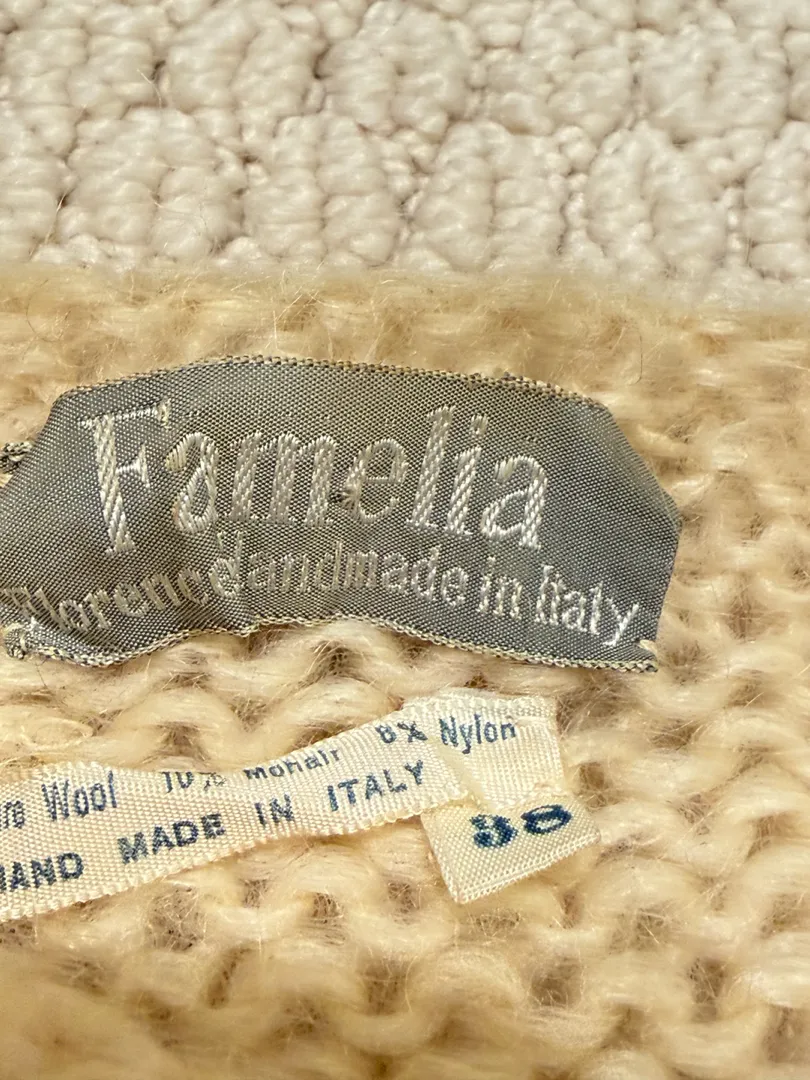 Famelia
Florence Handmade in Italy
Wool 10% Mohair 8% Nylon
HAND MADE IN ITALY
38